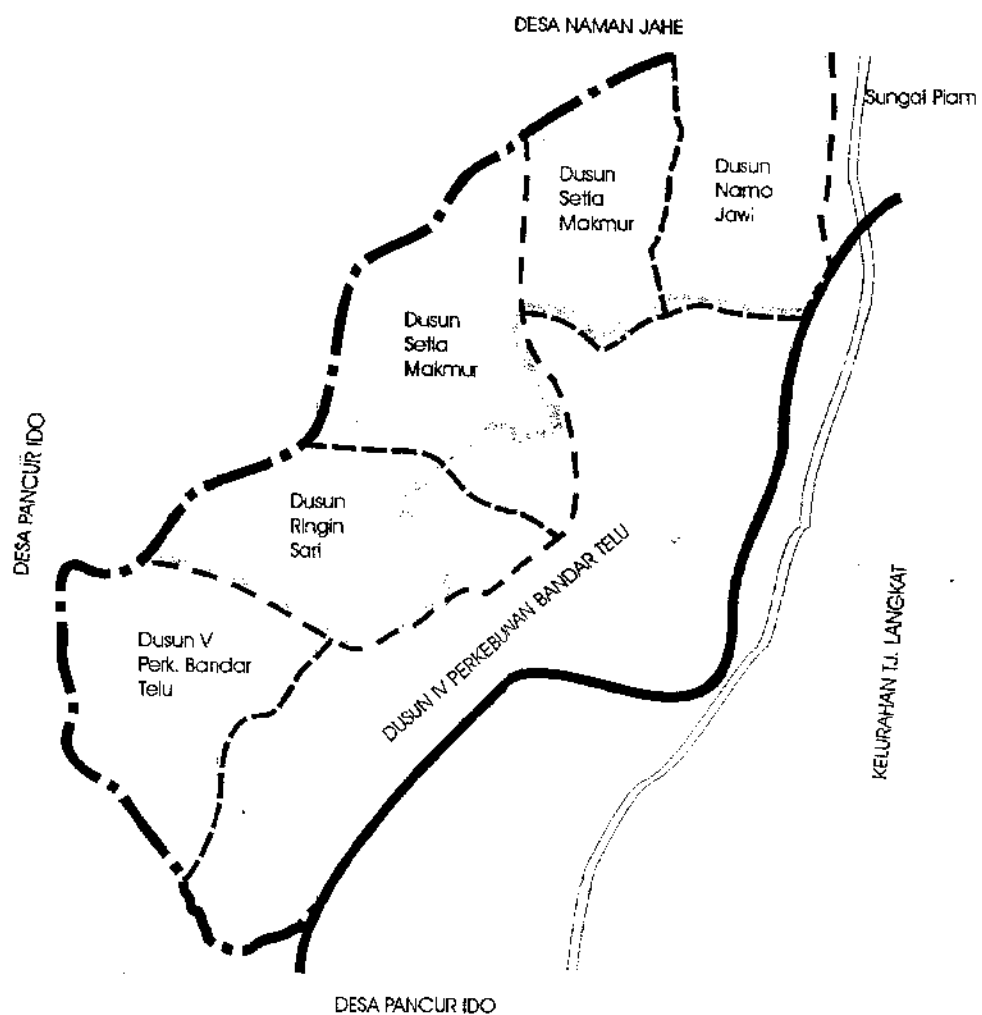 DESA NAMAN JAHE
Sungai Piam
Dusun
Setia
Makmur
Dusun
Namo
Jawi
Dusun
Setia
Makmur
DESA PANCUR IDO
Dusun
Ringin
Sari
DUSUN IV PERKEBUNAN BANDAR TELU
KELURAHAN TJ. LANGKAT
Dusun V
Perk. Bandar
Telu
DESA PANCUR IDO